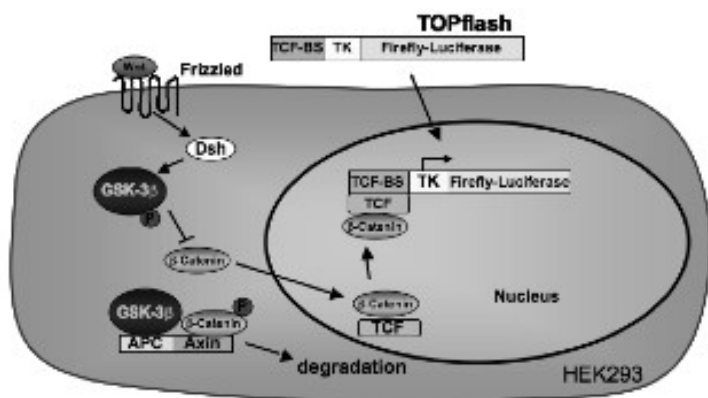 TOPflash
TCF-BS TK Firefly-Luciferase
Wnt Frizzled
Dsh
GSK-3β
P
β-Catenin
TCF-BS TK Firefly-Luciferase
TCF
β-Catenin
β-Catenin
TCF
Nucleus
GSK-3β
P
β-Catenin
APC Axin
degradation
HEK293